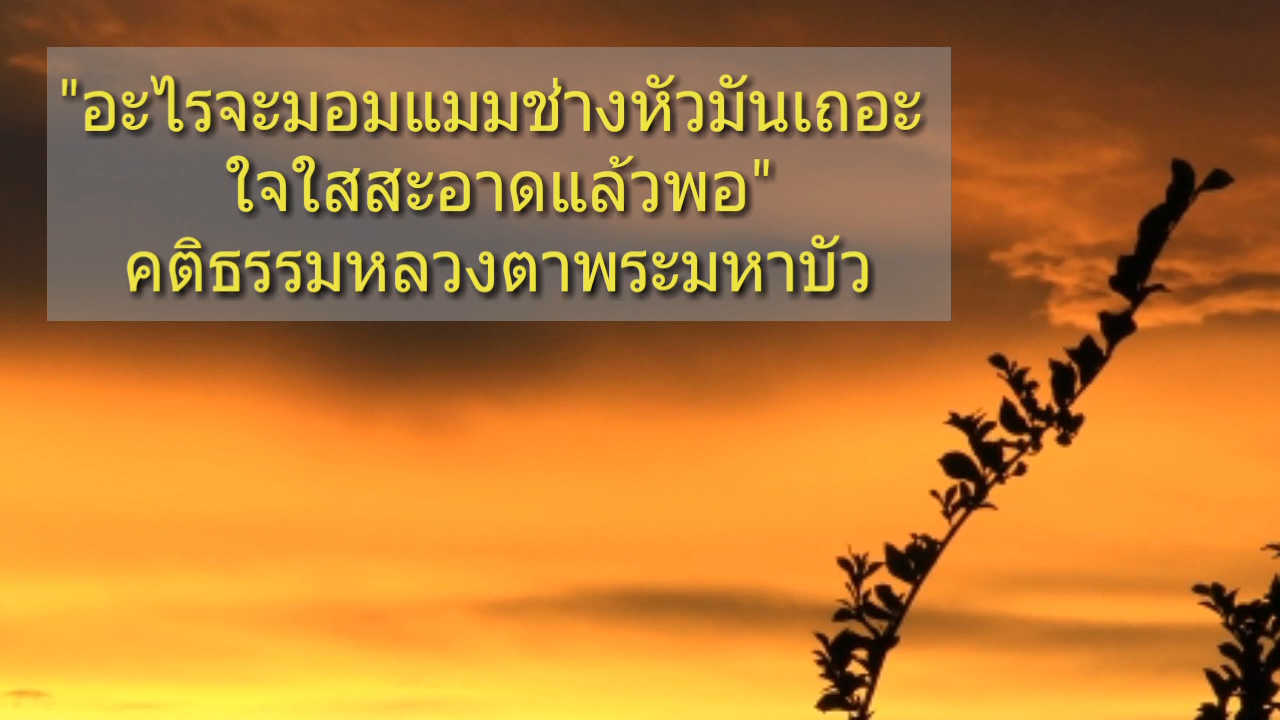 "อะไรจะมอมแมมช่างหัวมันเถอะ
ใจใสสะอาดแล้วพอ"
คติธรรมหลวงตาพระมหาบัว